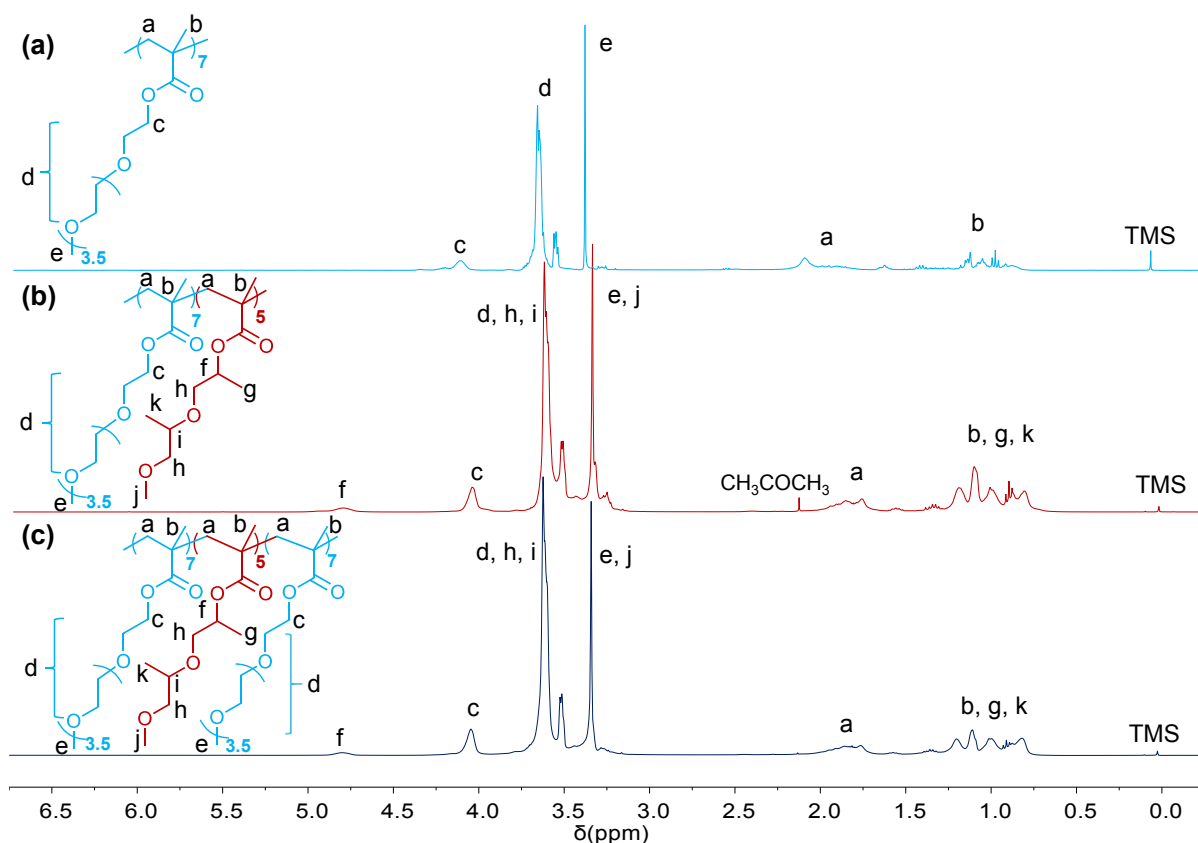 (a)
a
b
7
O
O
c
d
O
O
e
3.5
d
e
c
a
b
TMS
(b)
a
b
a
b
7
5
O
O
O
O
c
f
h
g
d
O
k
O
i
O
h
O
e
3.5
j
f
c
d, h, i
e, j
CH₃COCH₃
a
b, g, k
TMS
(c)
a
b
a
b
a
b
7
5
7
O
O
O
O
O
O
c
f
c
h
g
d
O
k
O
O
d
i
O
h
O
O
e
3.5
j
e
3.5
f
c
d, h, i
e, j
a
b, g, k
TMS
6.5 6.0 5.5 5.0 4.5 4.0 3.5 3.0 2.5 2.0 1.5 1.0 0.5 0.0
δ(ppm)